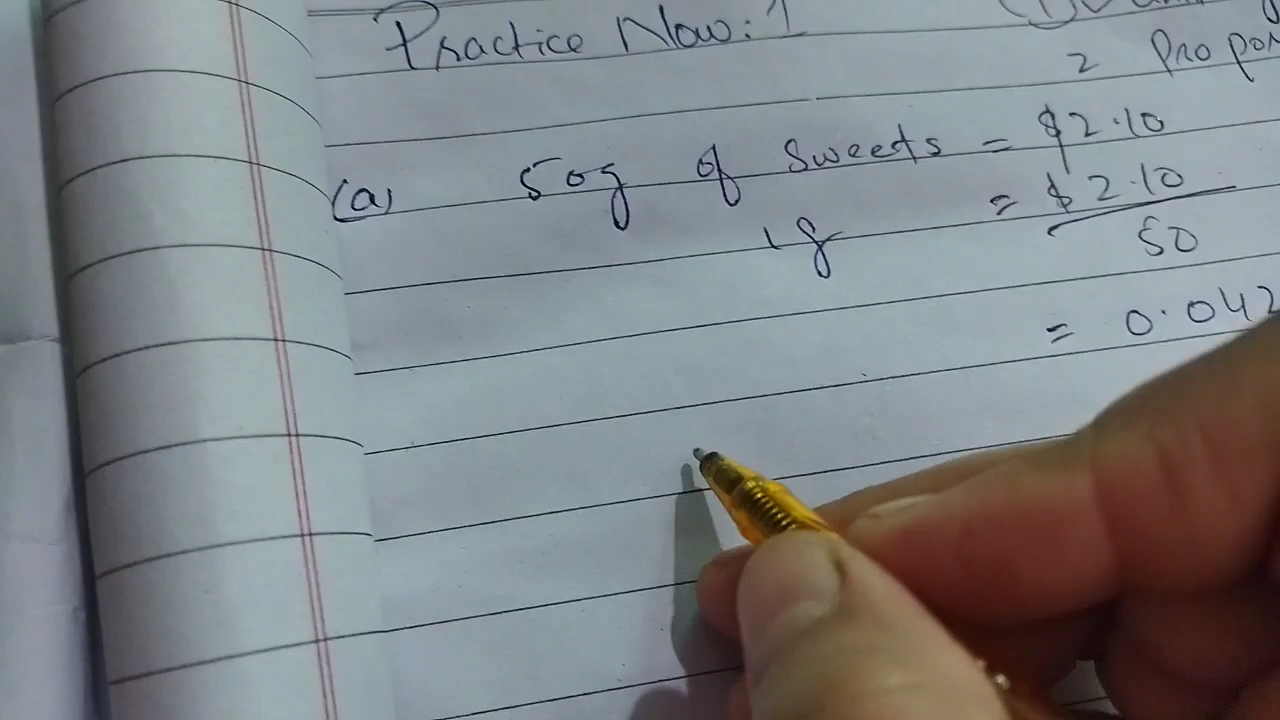 Practice Now: 1
2 Propor
(a) 50g of Sweets = $2.10
1g = $2.10
50
= 0.042